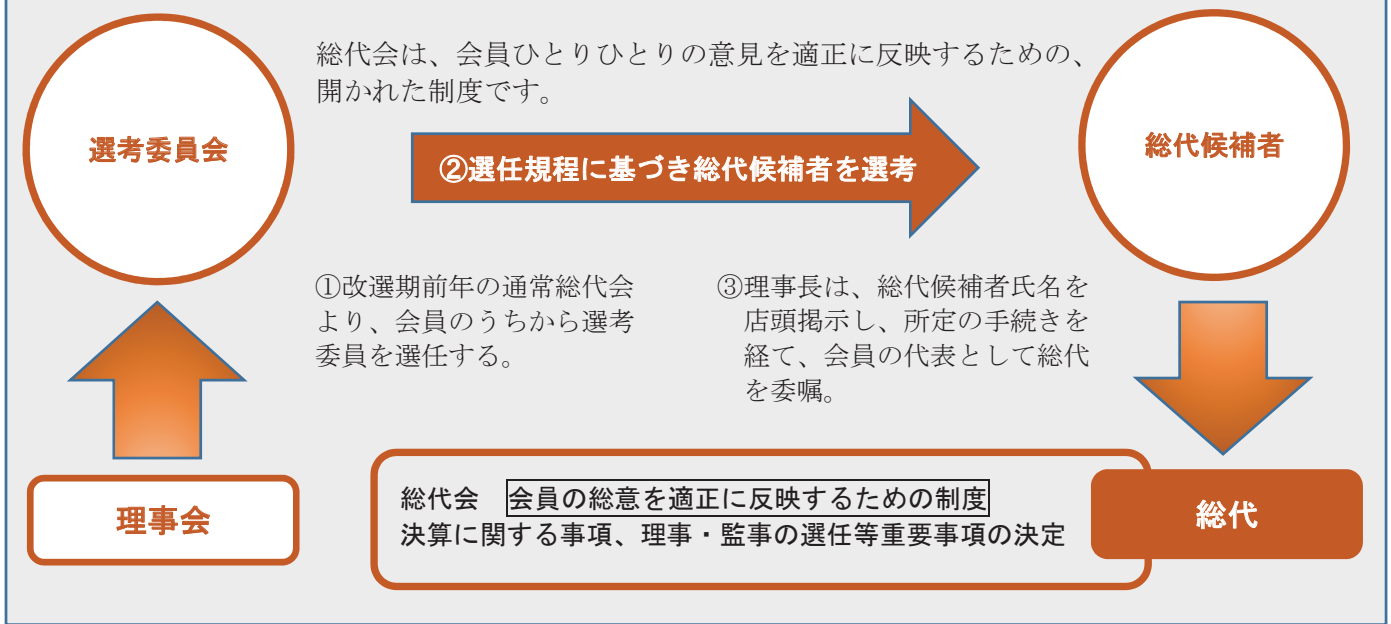 総代会は、会員ひとりひとりの意見を適正に反映するための、
開かれた制度です。
選考委員会
②選任規程に基づき総代候補者を選考
総代候補者
①改選期前年の通常総代会
より、会員のうちから選考
委員を選任する。
③理事長は、総代候補者氏名を
店頭掲示し、所定の手続きを
経て、会員の代表として総代
を委嘱。
理事会
総代会　会員の総意を適正に反映するための制度
決算に関する事項、理事・監事の選任等重要事項の決定
総代